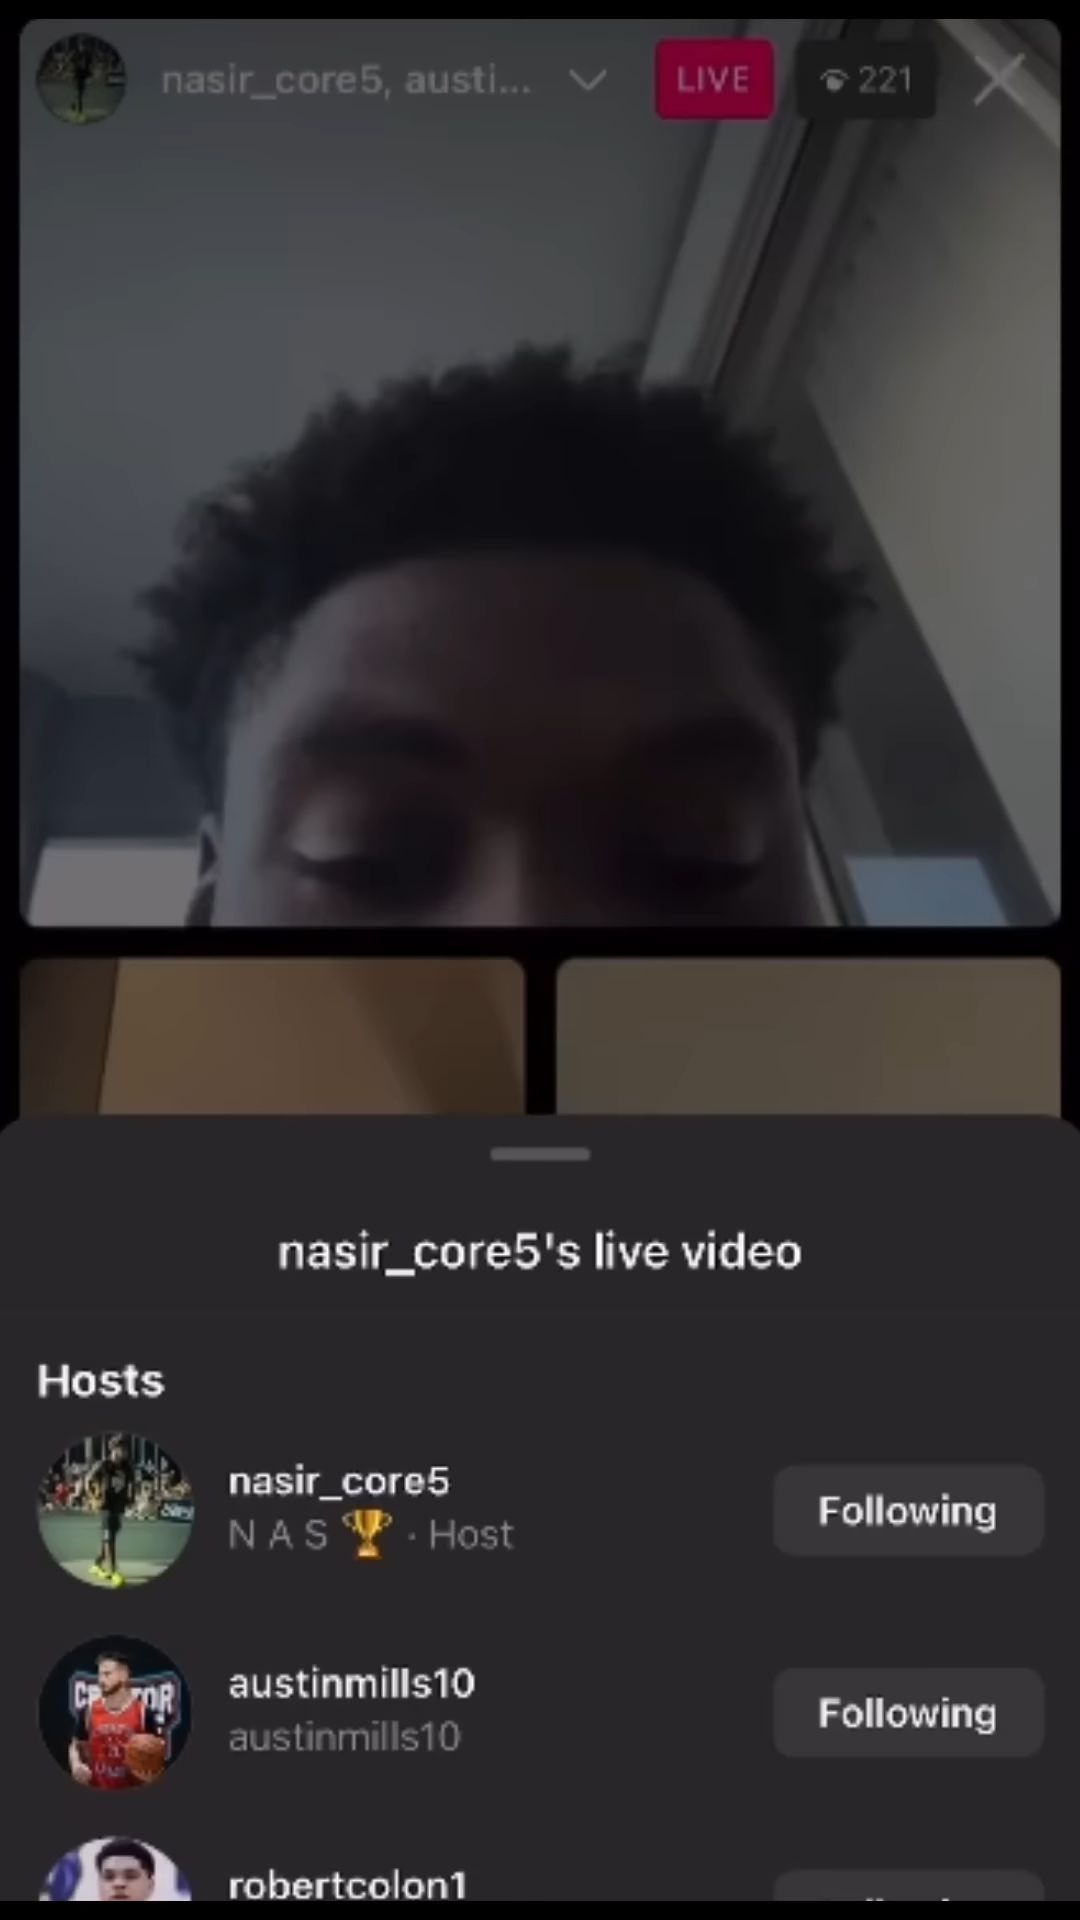 nasir_core5, austi...
LIVE
221
nasir_core5's live video
Hosts
nasir_core5
N A S 🏆 · Host
Following
austinmills10
austinmills10
Following
robertcolon1